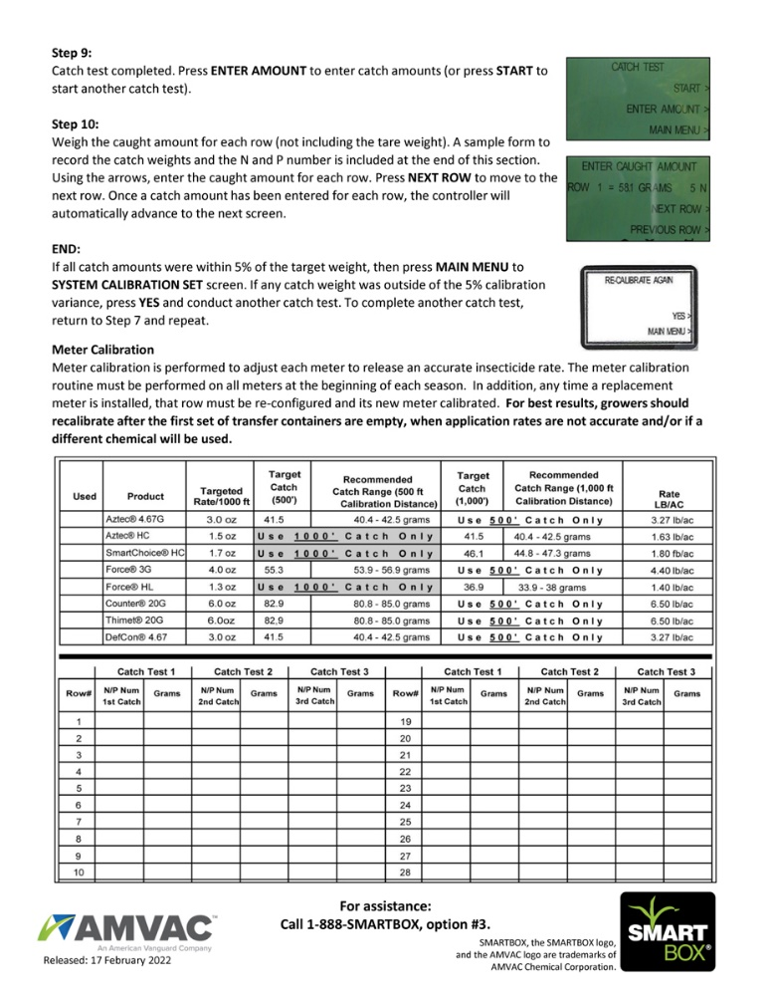 Step 9:
Catch test completed. Press ENTER AMOUNT to enter catch amounts (or press START to
start another catch test).
CATCH TEST
START >
ENTER AMOUNT >
MAIN MENU >
Step 10:
Weigh the caught amount for each row (not including the tare weight). A sample form to
record the catch weights and the N and P number is included at the end of this section.
Using the arrows, enter the caught amount for each row. Press NEXT ROW to move to the
next row. Once a catch amount has been entered for each row, the controller will
automatically advance to the next screen.
ENTER CAUGHT AMOUNT
ROW 1 = 58.1 GRAMS 5 N
NEXT ROW >
PREVIOUS ROW >
END:
If all catch amounts were within 5% of the target weight, then press MAIN MENU to
SYSTEM CALIBRATION SET screen. If any catch weight was outside of the 5% calibration
variance, press YES and conduct another catch test. To complete another catch test,
return to Step 7 and repeat.
RE-CALIBRATE AGAIN
YES >
MAIN MENU >
Meter Calibration
Meter calibration is performed to adjust each meter to release an accurate insecticide rate. The meter calibration
routine must be performed on all meters at the beginning of each season. In addition, any time a replacement
meter is installed, that row must be re-configured and its new meter calibrated. For best results, growers should
recalibrate after the first set of transfer containers are empty, when application rates are not accurate and/or if a
different chemical will be used.
Used Product Targeted Rate/1000 ft Target Catch (500') Recommended Catch Range (500 ft Calibration Distance) Target Catch (1,000') Recommended Catch Range (1,000 ft Calibration Distance) Rate LB/AC
Aztec® 4.67G 3.0 oz 41.5 40.4 - 42.5 grams Use 500' Catch Only 3.27 lb/ac
Aztec® HC 1.5 oz Use 1000' Catch Only 41.5 40.4 - 42.5 grams 1.63 lb/ac
SmartChoice® HC 1.7 oz Use 1000' Catch Only 46.1 44.8 - 47.3 grams 1.80 fb/ac
Force® 3G 4.0 oz 55.3 53.9 - 56.9 grams Use 500' Catch Only 4.40 lb/ac
Force® HL 1.3 oz Use 1000' Catch Only 36.9 33.9 - 38 grams 1.40 lb/ac
Counter® 20G 6.0 oz 82.9 80.8 - 85.0 grams Use 500' Catch Only 6.50 lb/ac
Thimet® 20G 6.0oz 82.9 80.8 - 85.0 grams Use 500' Catch Only 6.50 lb/ac
DefCon® 4.67 3.0 oz 41.5 40.4 - 42.5 grams Use 500' Catch Only 3.27 lb/ac
Catch Test 1 Catch Test 2 Catch Test 3 Catch Test 1 Catch Test 2 Catch Test 3
Row# N/P Num 1st Catch Grams N/P Num 2nd Catch Grams N/P Num 3rd Catch Grams Row# N/P Num 1st Catch Grams N/P Num 2nd Catch Grams N/P Num 3rd Catch Grams
1 19
2 20
3 21
4 22
5 23
6 24
7 25
8 26
9 27
10 28
For assistance:
Call 1-888-SMARTBOX, option #3.
AMVAC™
An American Vanguard Company
Released: 17 February 2022
SMARTBOX, the SMARTBOX logo,
and the AMVAC logo are trademarks of
AMVAC Chemical Corporation.
SMART
BOX®